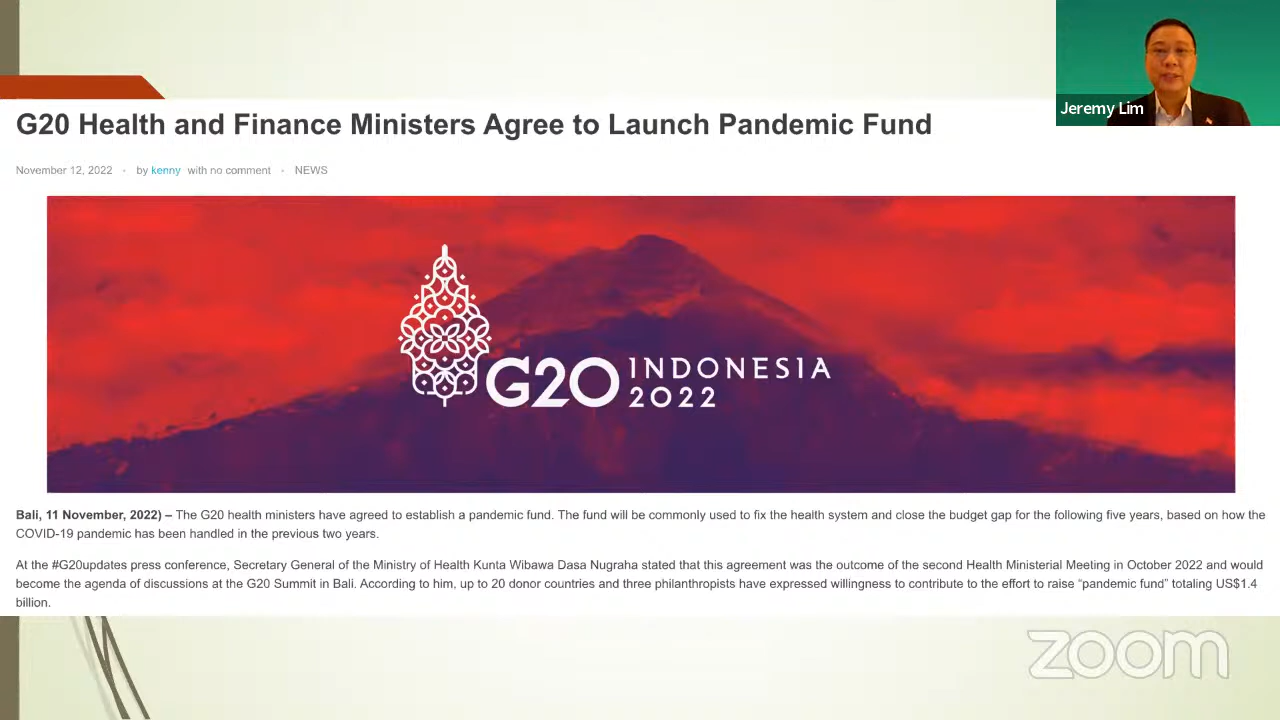 Jeremy Lim
G20 Health and Finance Ministers Agree to Launch Pandemic Fund
November 12, 2022 • by kenny with no comment • NEWS
G20 INDONESIA
2022
Bali, 11 November, 2022) – The G20 health ministers have agreed to establish a pandemic fund. The fund will be commonly used to fix the health system and close the budget gap for the following five years, based on how the
COVID-19 pandemic has been handled in the previous two years.
At the #G20updates press conference, Secretary General of the Ministry of Health Kunta Wibawa Dasa Nugraha stated that this agreement was the outcome of the second Health Ministerial Meeting in October 2022 and would
become the agenda of discussions at the G20 Summit in Bali. According to him, up to 20 donor countries and three philanthropists have expressed willingness to contribute to the effort to raise “pandemic fund” totaling US$1.4
billion.
zoom